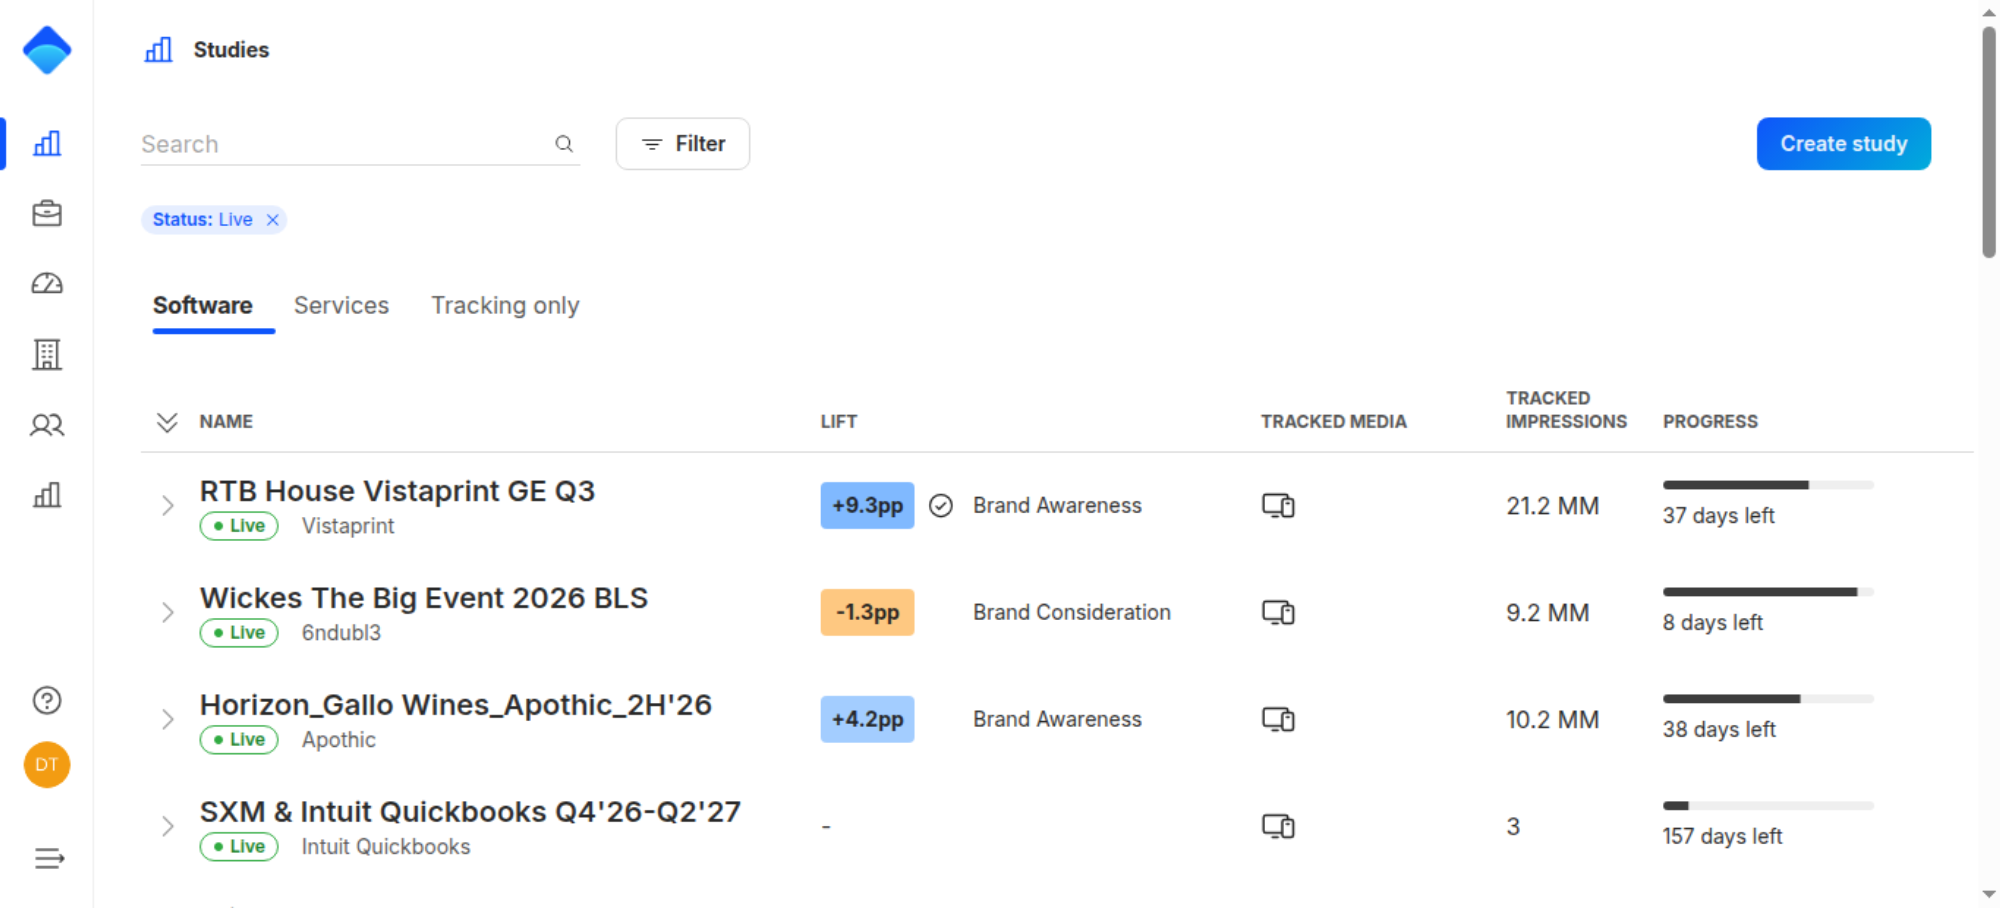 Studies
Search
Filter
Create study
Status: Live
Software
Services
Tracking only
NAME
LIFT
TRACKED MEDIA
TRACKED
IMPRESSIONS
PROGRESS
RTB House Vistaprint GE Q3
Live
Vistaprint
+9.3pp
Brand Awareness
21.2 MM
37 days left
Wickes The Big Event 2026 BLS
Live
6ndubl3
-1.3pp
Brand Consideration
9.2 MM
8 days left
Horizon_Gallo Wines_Apothic_2H'26
Live
Apothic
+4.2pp
Brand Awareness
10.2 MM
38 days left
SXM & Intuit Quickbooks Q4'26-Q2'27
Live
Intuit Quickbooks
-
3
157 days left
DT